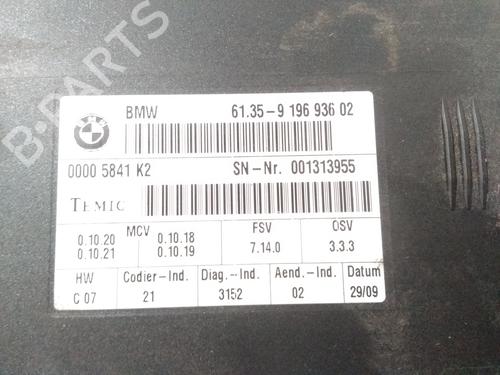 B-PARTS
BMW 61.35-9 196 936 02
0000 5841 K2 SN-Nr. 001313955
TEMIC
MCV FSV OSV
0.10.20 0.10.18 7.14.0 3.3.3
0.10.21 0.10.19
HW Codier-Ind. Diag.-Ind. Aend.-Ind. Datum
C 07 21 3152 02 29/09